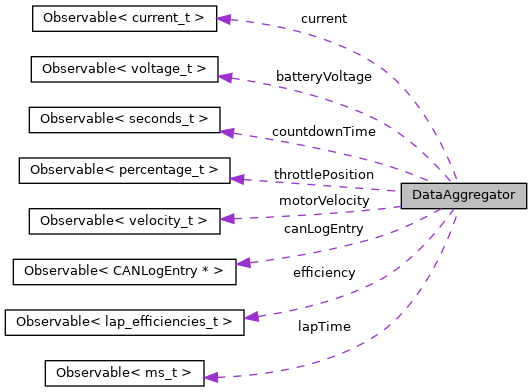 Observable< current_t >
current
Observable< voltage_t >
batteryVoltage
Observable< seconds_t >
countdownTime
Observable< percentage_t >
throttlePosition
DataAggregator
motorVelocity
Observable< velocity_t >
canLogEntry
Observable< CANLogEntry * >
efficiency
Observable< lap_efficiencies_t >
lapTime
Observable< ms_t >